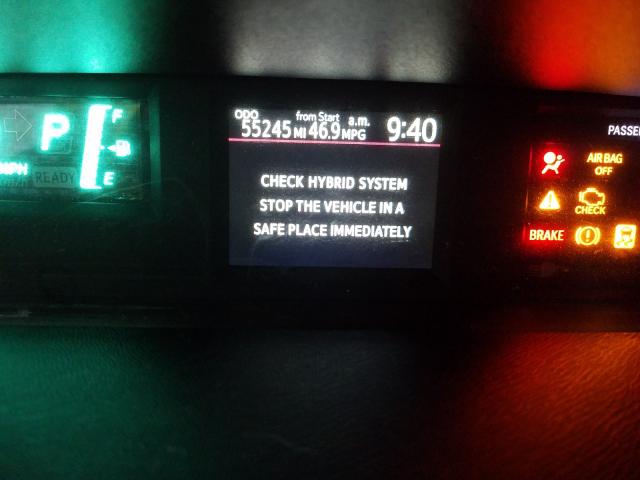 ODO from Start a.m.
55245 MI 46.9 MPG 9:40
CHECK HYBRID SYSTEM
STOP THE VEHICLE IN A
SAFE PLACE IMMEDIATELY
P
F
MPH
READY
E
PASSE
AIR BAG
OFF
CHECK
BRAKE